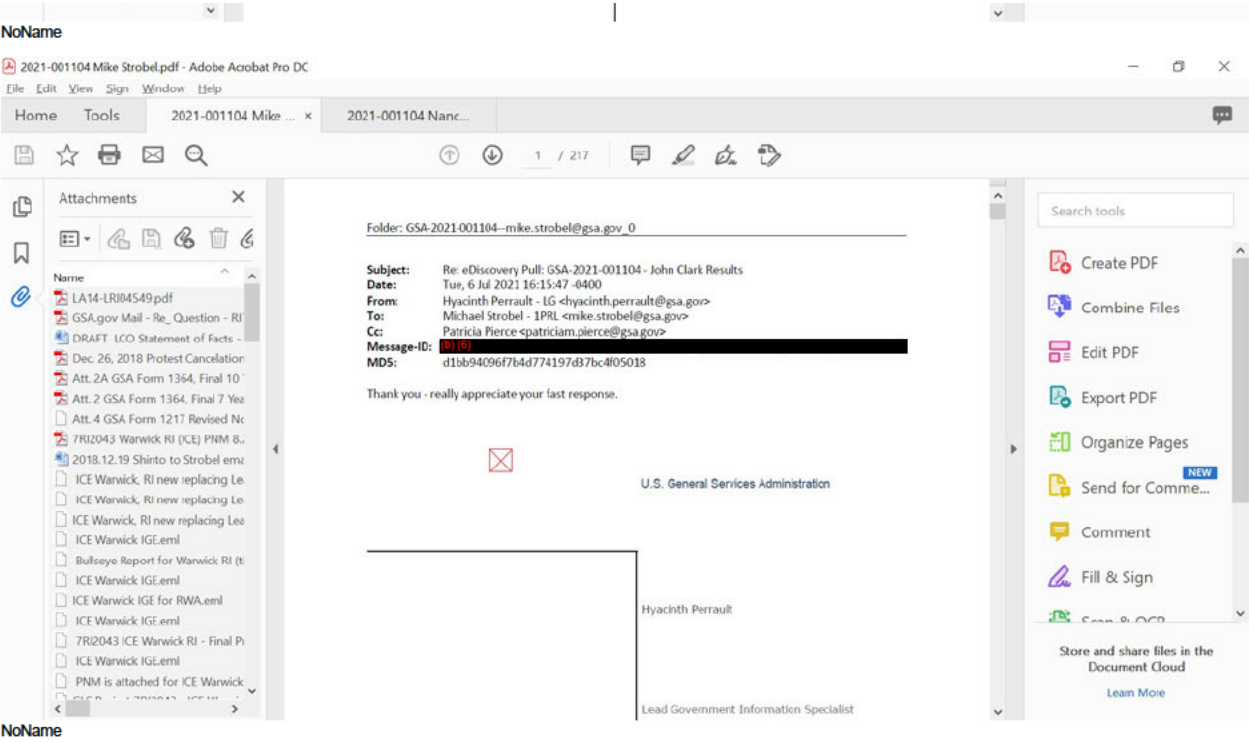 NoName
2021-001104 Mike Strobel.pdf - Adobe Acrobat Pro DC
File Edit View Sign Window Help
Home Tools 2021-001104 Mike ... × 2021-001104 Nanc...
1 / 217
Attachments
Name
LA14-LRI04549.pdf
GSA.gov Mail - Re_ Question - RI
DRAFT LCO Statement of Facts -
Dec. 26, 2018 Protest Cancelation
Att. 2A GSA Form 1364, Final 10
Att. 2 GSA Form 1364, Final 7 Yea
Att. 4 GSA Form 1217 Revised Nc
7RI2043 Warwick RI (ICE) PNM 8.
2018.12.19 Shinto to Strobel ema
ICE Warwick, RI new replacing Le
ICE Warwick, RI new replacing Le
ICE Warwick, RI new replacing Lea
ICE Warwick IGE.eml
Bullseye Report for Warwick RI (ti
ICE Warwick IGE.eml
ICE Warwick IGE for RWA.eml
ICE Warwick IGE.eml
7RI2043 ICE Warwick RI - Final P
ICE Warwick IGE.eml
PNM is attached for ICE Warwick
Folder: GSA-2021-001104--mike.strobel@gsa.gov_0
Subject: Re: eDiscovery Pull: GSA-2021-001104 - John Clark Results
Date: Tue, 6 Jul 2021 16:15:47 -0400
From: Hyacinth Perrault - LG <hyacinth.perrault@gsa.gov>
To: Michael Strobel - 1PRL <mike.strobel@gsa.gov>
Cc: Patricia Pierce <patriciam.pierce@gsa.gov>
Message-ID: (b) (6)
MD5: d1bb94096f7b4d774197d37bc4f05018
Thank you - really appreciate your fast response.
U.S. General Services Administration
Hyacinth Perrault
Lead Government Information Specialist
Search tools
Create PDF
Combine Files
Edit PDF
Export PDF
Organize Pages
NEW
Send for Comme...
Comment
Fill & Sign
Scan & OCR
Store and share files in the
Document Cloud
Learn More
NoName